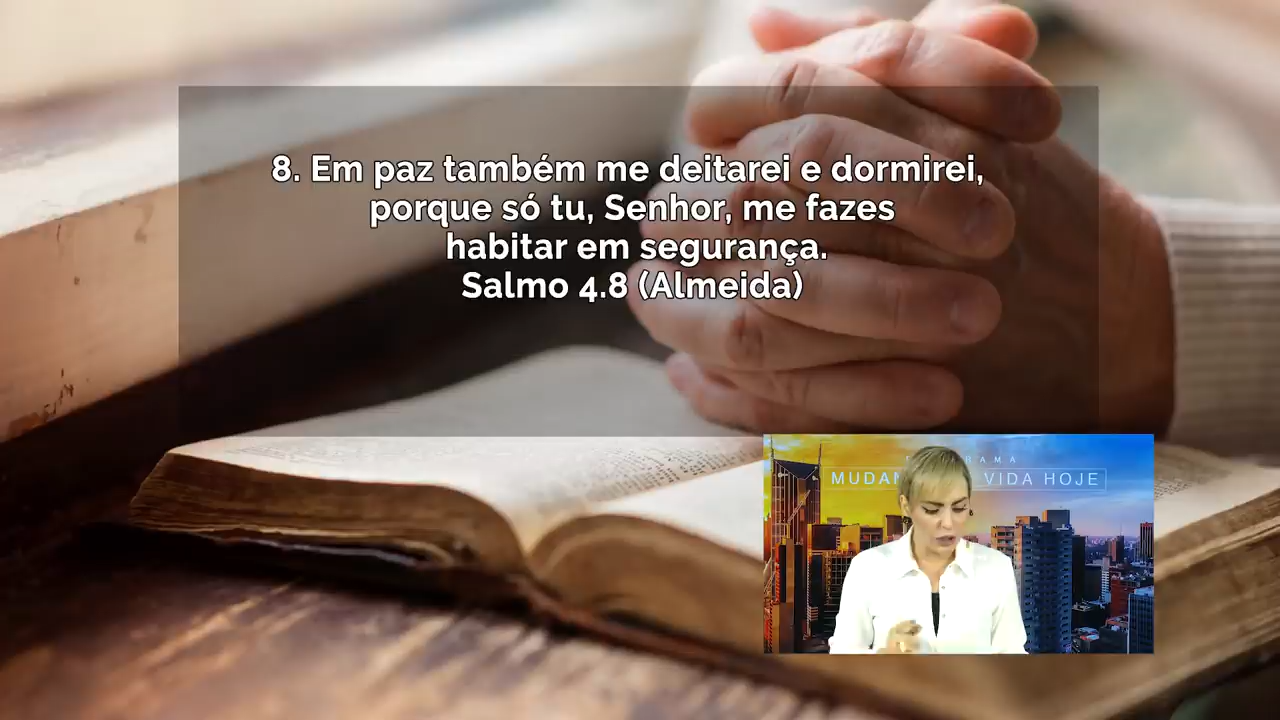 8. Em paz também me deitarei e dormirei,
porque só tu, Senhor, me fazes
habitar em segurança.
Salmo 4.8 (Almeida)
VIDA HOJE